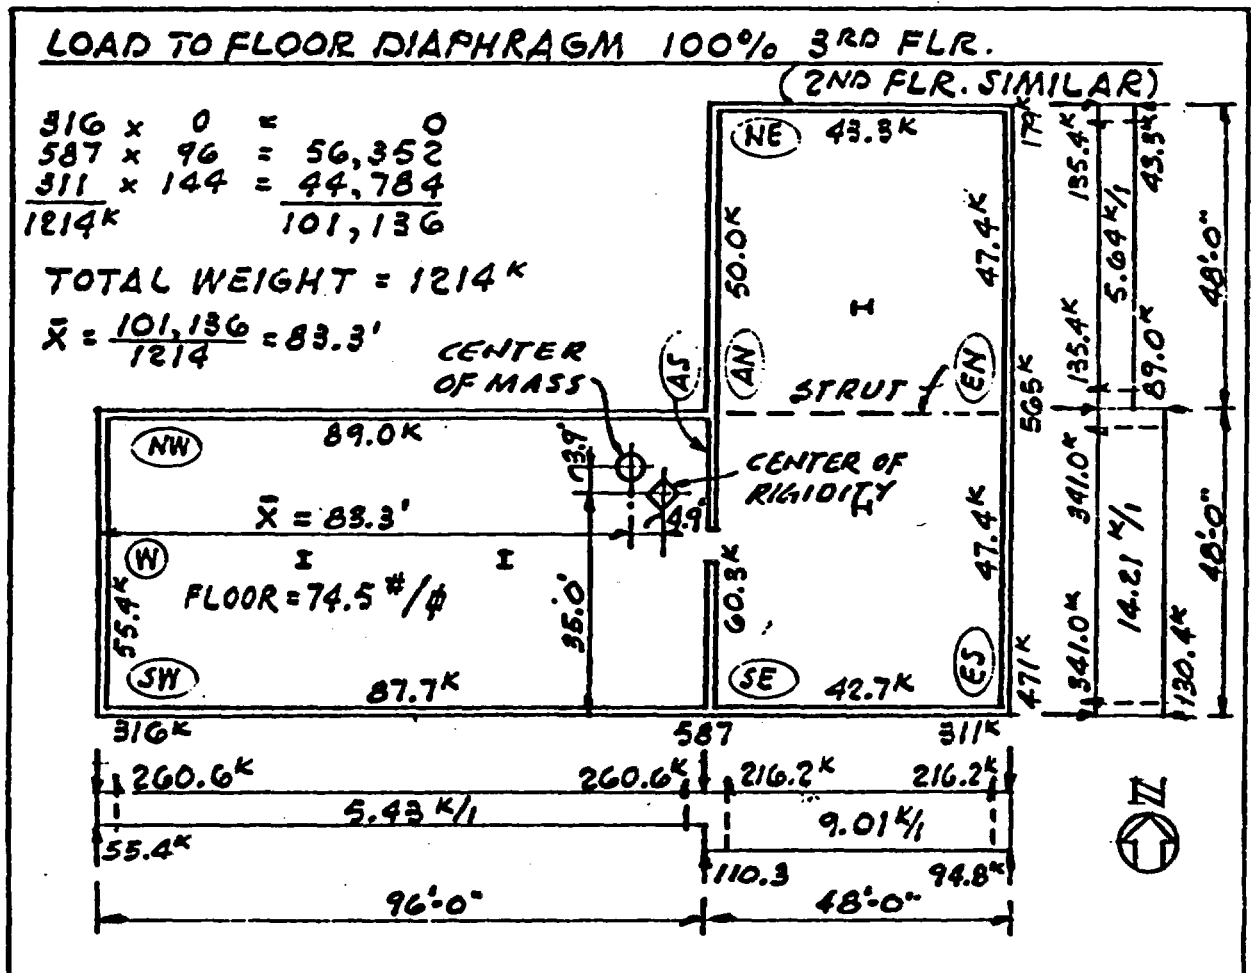 LOAD TO FLOOR DIAPHRAGM 100% 3RD FLR.
(2ND FLR. SIMILAR)
316 x 0 = 0
587 x 96 = 56,352
311 x 144 = 44,784
1214K 101,136
TOTAL WEIGHT = 1214K
X̄ = 101,136 / 1214 = 83.3'
CENTER OF MASS
AS
AN
NE
43.3K
50.0K
47.4K
EN
STRUT
179K
135.4K
135.4K
5.64K/1
43.3K
89.0K
48'-0"
565K
NW
89.0K
3.9'
CENTER OF RIGIDITY
4.9'
X̄ = 83.3'
W
55.4K
FLOOR = 74.5 #/ф
35.0'
60.3K
47.4K
341.0K
341.0K
14.21 K/1
130.4K
48'-0"
SW
87.7K
SE
42.7K
ES
471K
316K
587
311K
260.6K
260.6K
216.2K
216.2K
5.43 K/1
9.01 K/1
55.4K
110.3
94.8K
96'-0"
48'-0"
N